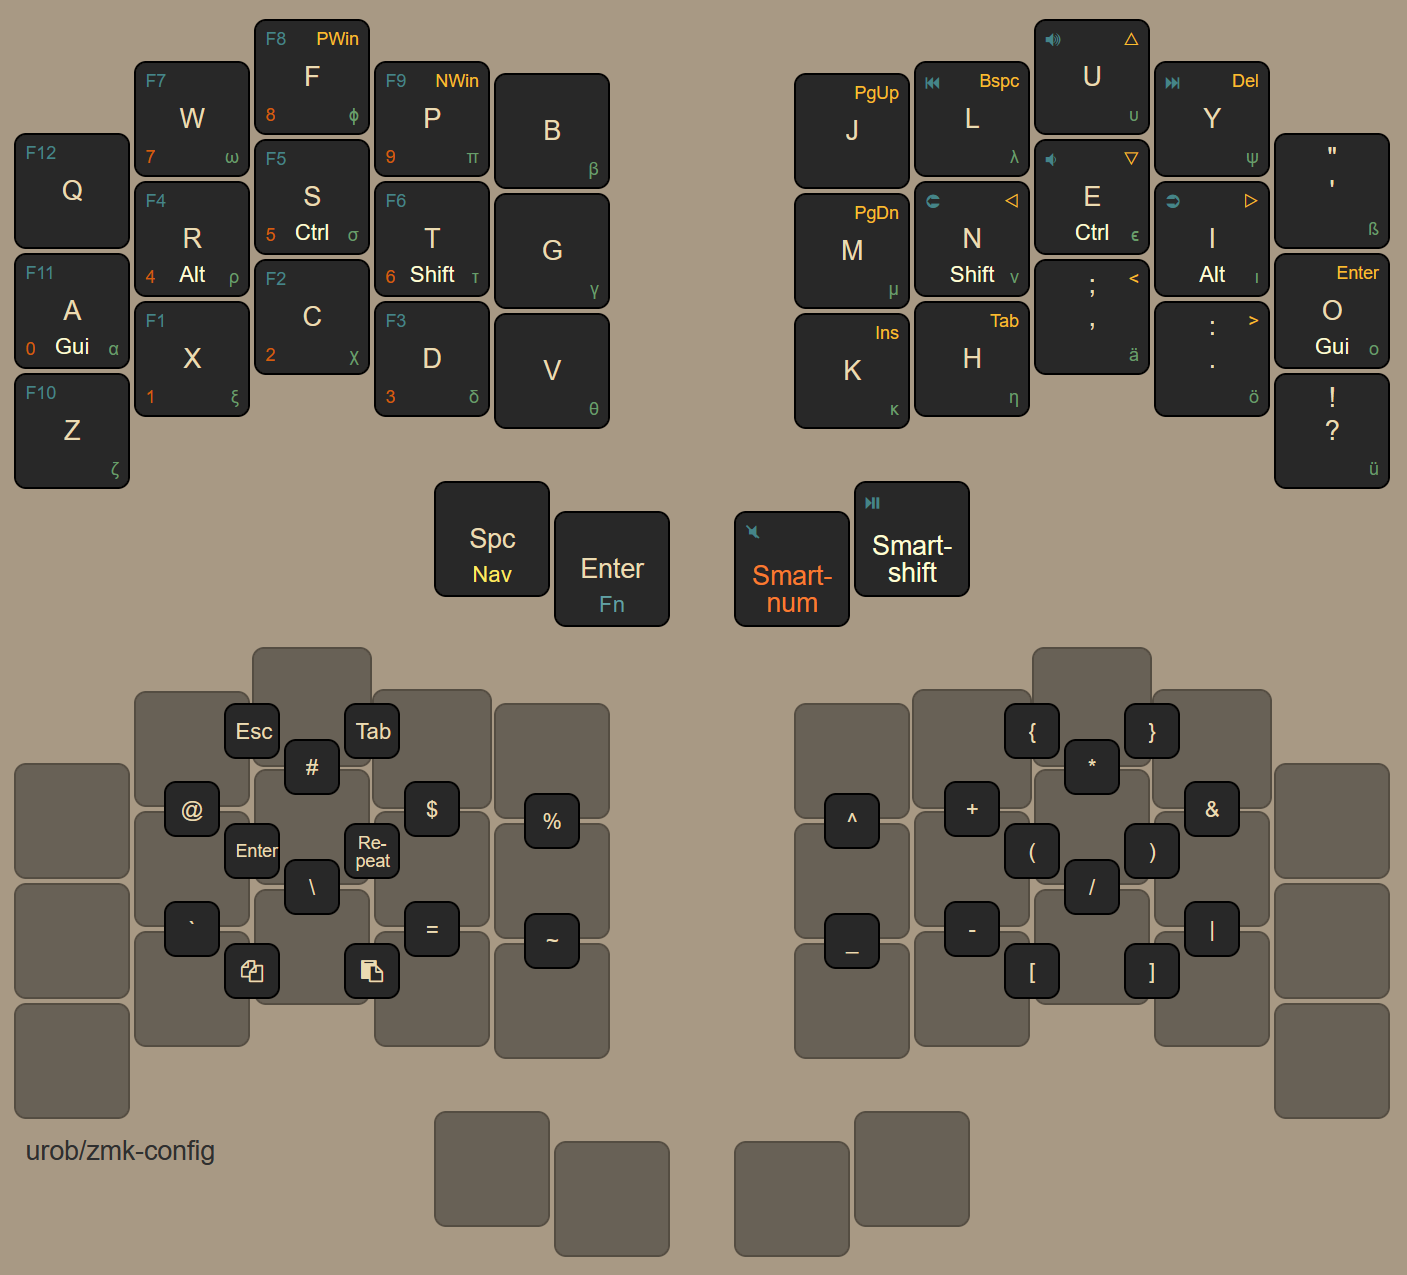 F8 PWin
F
8 φ
F7
W
7 ω
F9 NWin
P
9 π
B
β
F12
Q
F5
S
5 Ctrl σ
F4
R
4 Alt ρ
F6
T
6 Shift τ
G
γ
F11
A
0 Gui α
F2
C
2 χ
F1
X
1 ξ
F3
D
3 δ
V
θ
F10
Z
ζ
U
υ
Bspc
L
λ
Del
Y
ψ
PgUp
J
"
'
ß
E
Ctrl ϵ
N
Shift ν
I
Alt ι
PgDn
M
μ
Enter
O
Gui ο
<
;
,
ä
Tab
H
η
>
:
.
ö
Ins
K
κ
!
?
ü
Spc
Nav
Enter
Fn
Smart-
num
Smart-
shift
Esc Tab
#
@ $
%
Enter Re-
peat
\
` =
~
{ }
*
+ &
^
( )
/
- |
_
[ ]
urob/zmk-config